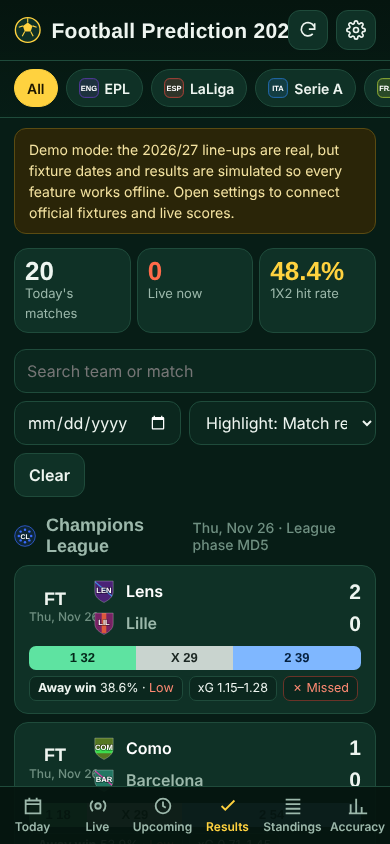 Football Prediction 202
All
ENG EPL
ESP LaLiga
ITA Serie A
FRA
Demo mode: the 2026/27 line-ups are real, but
fixture dates and results are simulated so every
feature works offline. Open settings to connect
official fixtures and live scores.
20
Today's
matches
0
Live now
48.4%
1X2 hit rate
Search team or match
mm/dd/yyyy
Highlight: Match re
Clear
CL
Champions
League
Thu, Nov 26 · League
phase MD5
FT
Thu, Nov 26
LEN Lens 2
LIL Lille 0
1 32
X 29
2 39
Away win 38.6% · Low
xG 1.15–1.28
× Missed
FT
Thu, Nov 26
COM Como 1
BAR Barcelona 0
Today
Live
Upcoming
Results
Standings
Accuracy